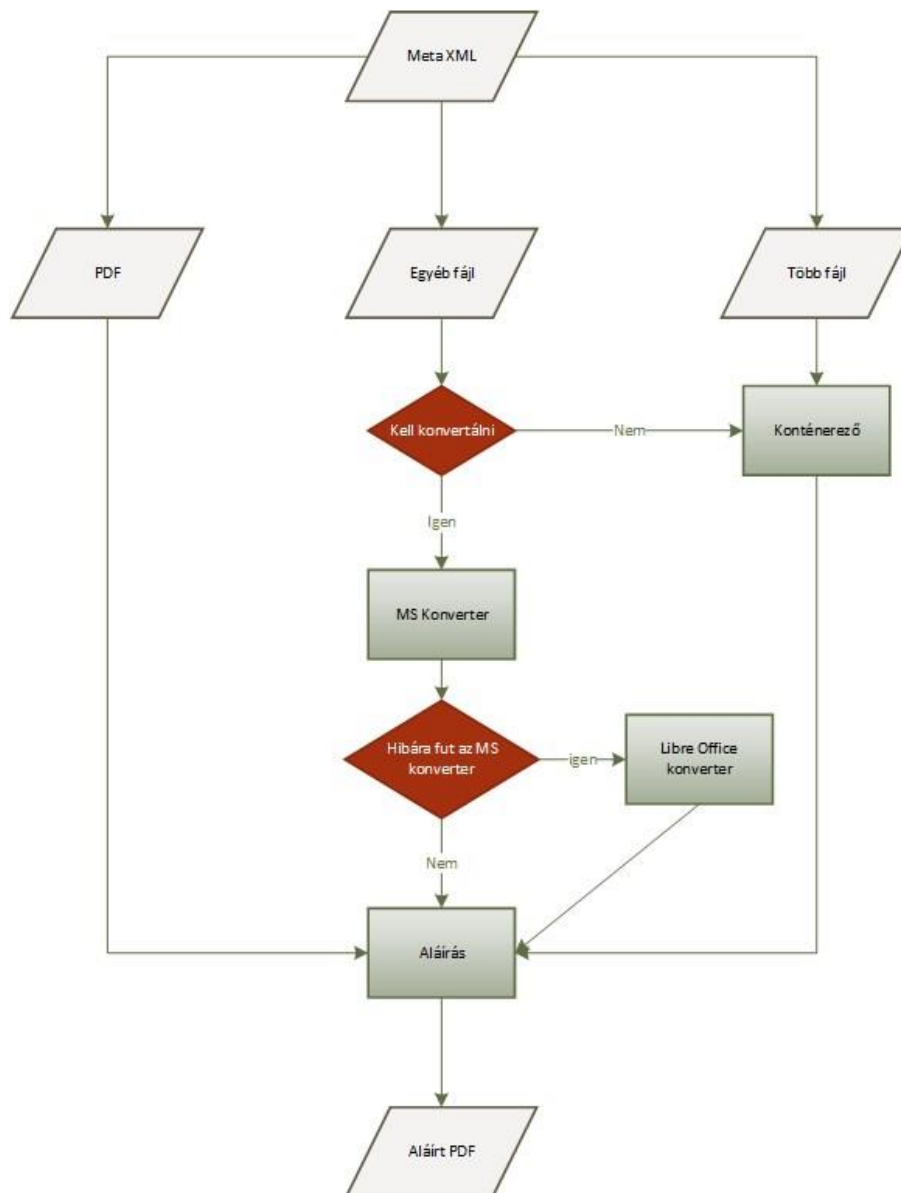 Meta XML
PDF
Egyéb fájl
Több fájl
Kell konvertálni
Nem
Konténerező
Igen
MS Konverter
Hibára fut az MS
konverter
igen
Libre Office
konverter
Nem
Aláírás
Aláírt PDF